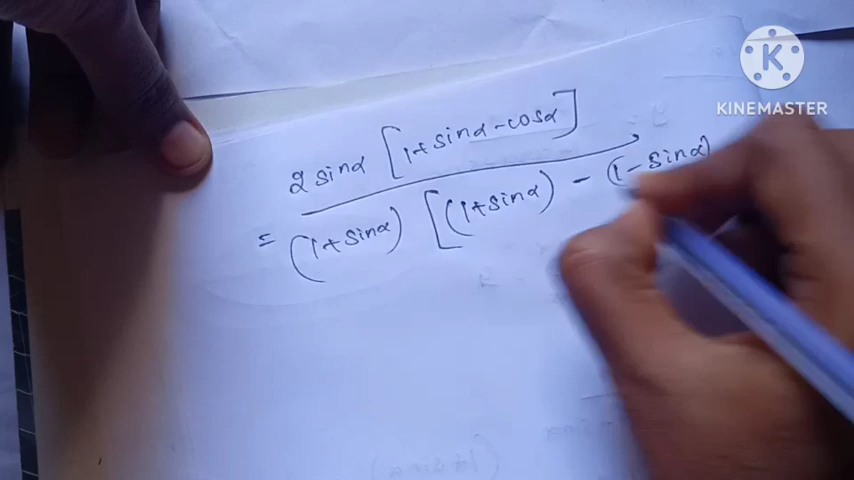 KINEMASTER
2 sinα [1+ sinα - cosα]
= (1+ sinα) [(1+sinα) - (1- sinα)